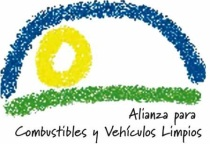 Alianza para
Combustibles y Vehículos Limpios